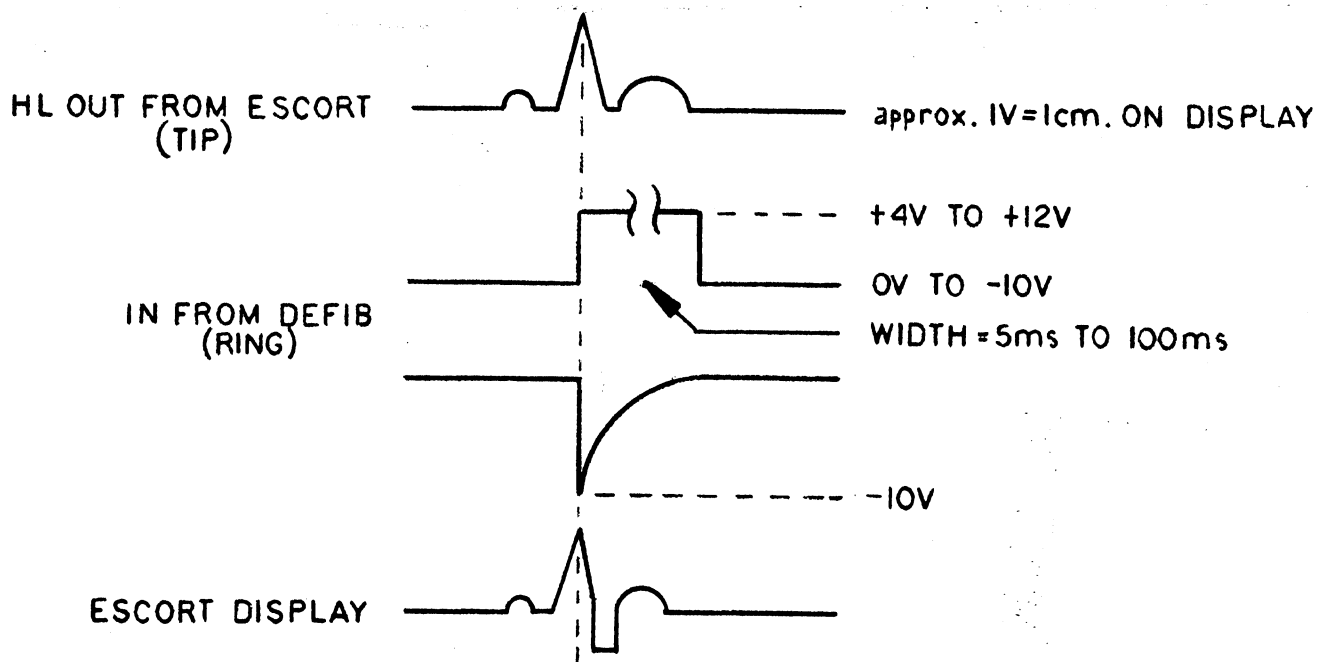 HL OUT FROM ESCORT
(TIP)
approx. 1V=1cm. ON DISPLAY
+4V TO +12V
0V TO -10V
IN FROM DEFIB
(RING)
WIDTH = 5ms TO 100ms
-10V
ESCORT DISPLAY